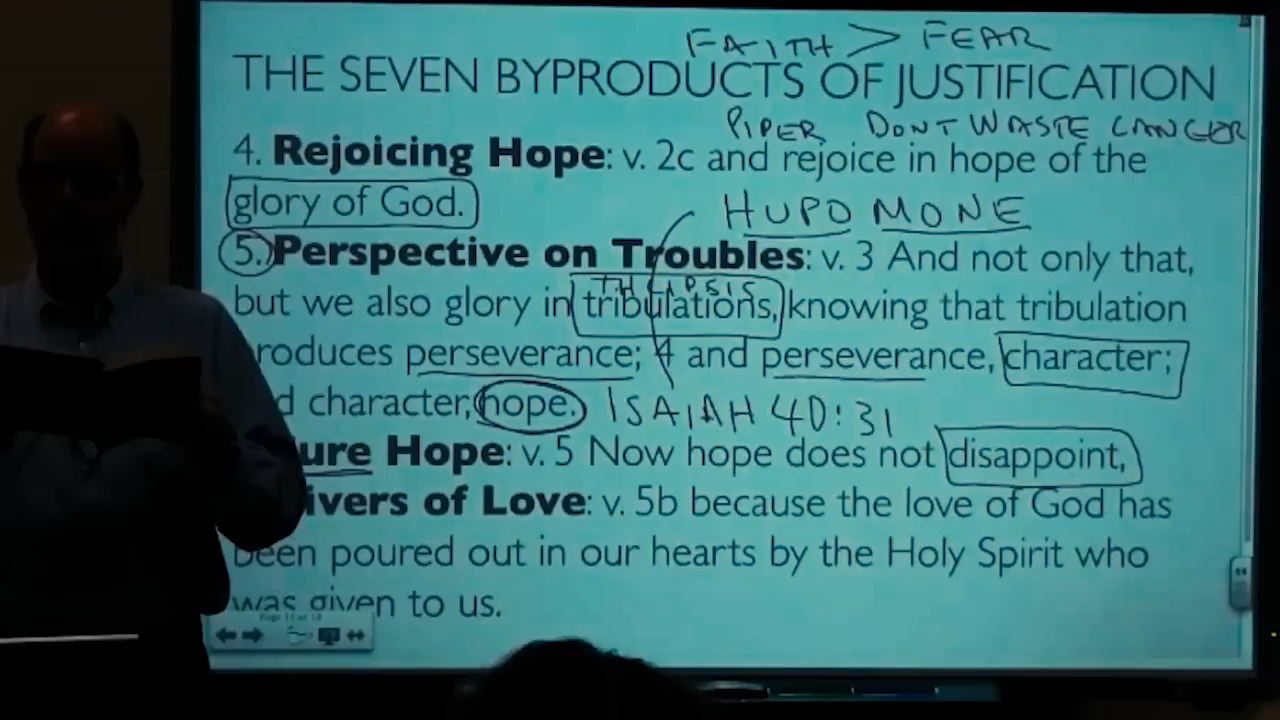 FAITH > FEAR
THE SEVEN BYPRODUCTS OF JUSTIFICATION
PIPER DONT WASTE CANCER
4. Rejoicing Hope: v. 2c and rejoice in hope of the
glory of God.
HUPO MONE
5. Perspective on Troubles: v. 3 And not only that,
THLIPSIS
but we also glory in tribulations, knowing that tribulation
roduces perseverance; 4 and perseverance, character;
d character, hope. ISAIAH 40:31
ure Hope: v. 5 Now hope does not disappoint,
ivers of Love: v. 5b because the love of God has
been poured out in our hearts by the Holy Spirit who
was given to us.